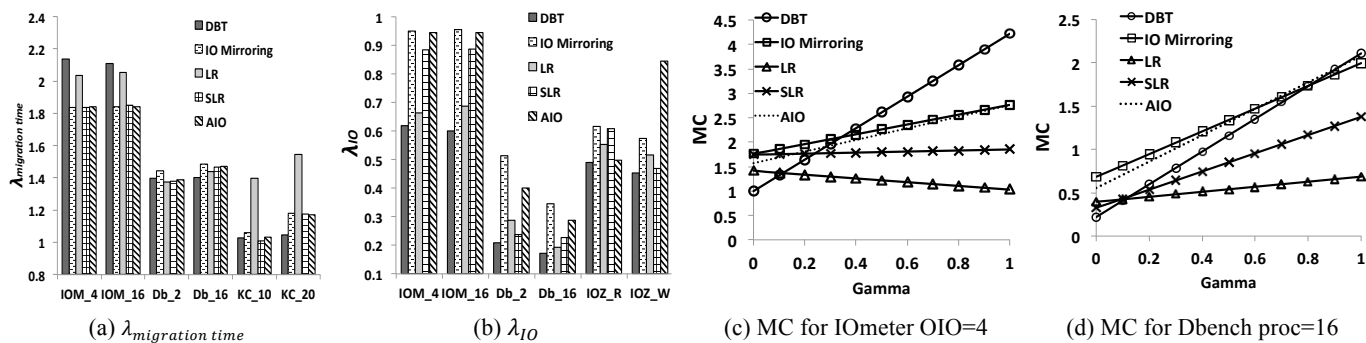 2.4
2.2
2
1.8
1.6
1.4
1.2
1
0.8
λmigration time
DBT
IO Mirroring
LR
SLR
AIO
IOM_4 IOM_16 Db_2 Db_16 KC_10 KC_20
(a) λmigration time
1
0.9
0.8
0.7
0.6
0.5
0.4
0.3
0.2
0.1
λIO
DBT
IO Mirroring
LR
SLR
AIO
IOM_4 IOM_16 Db_2 Db_16 IOZ_R IOZ_W
(b) λIO
4.5
4
3.5
3
2.5
2
1.5
1
0.5
0
MC
DBT
IO Mirroring
LR
SLR
AIO
0 0.2 0.4 0.6 0.8 1
Gamma
(c) MC for IOmeter OIO=4
2.5
2
1.5
1
0.5
0
MC
DBT
IO Mirroring
LR
SLR
AIO
0 0.2 0.4 0.6 0.8 1
Gamma
(d) MC for Dbench proc=16